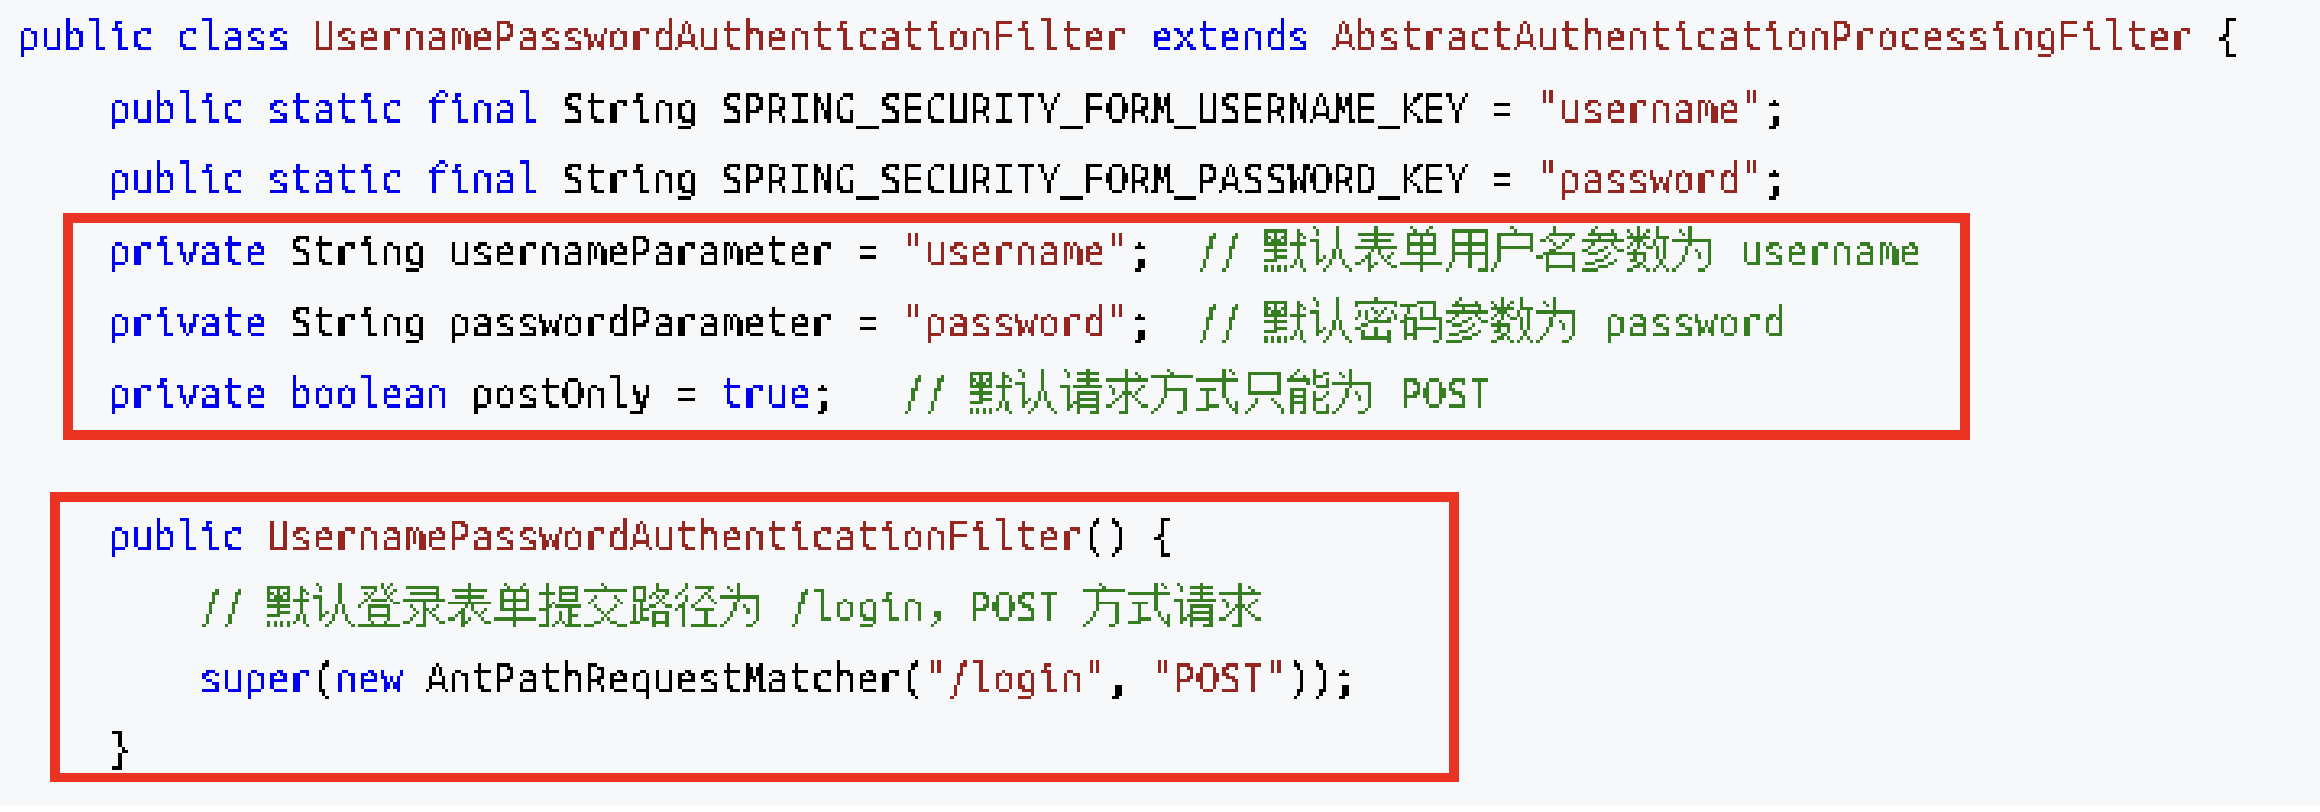 public class UsernamePasswordAuthenticationFilter extends AbstractAuthenticationProcessingFilter {
public static final String SPRING_SECURITY_FORM_USERNAME_KEY = "username";
public static final String SPRING_SECURITY_FORM_PASSWORD_KEY = "password";
private String usernameParameter = "username";  // 默认表单用户名参数为 username
private String passwordParameter = "password";  // 默认密码参数为 password
private boolean postOnly = true;   // 默认请求方式只能为 POST
public UsernamePasswordAuthenticationFilter() {
// 默认登录表单提交路径为 /login，POST 方式请求
super(new AntPathRequestMatcher("/login", "POST"));
}